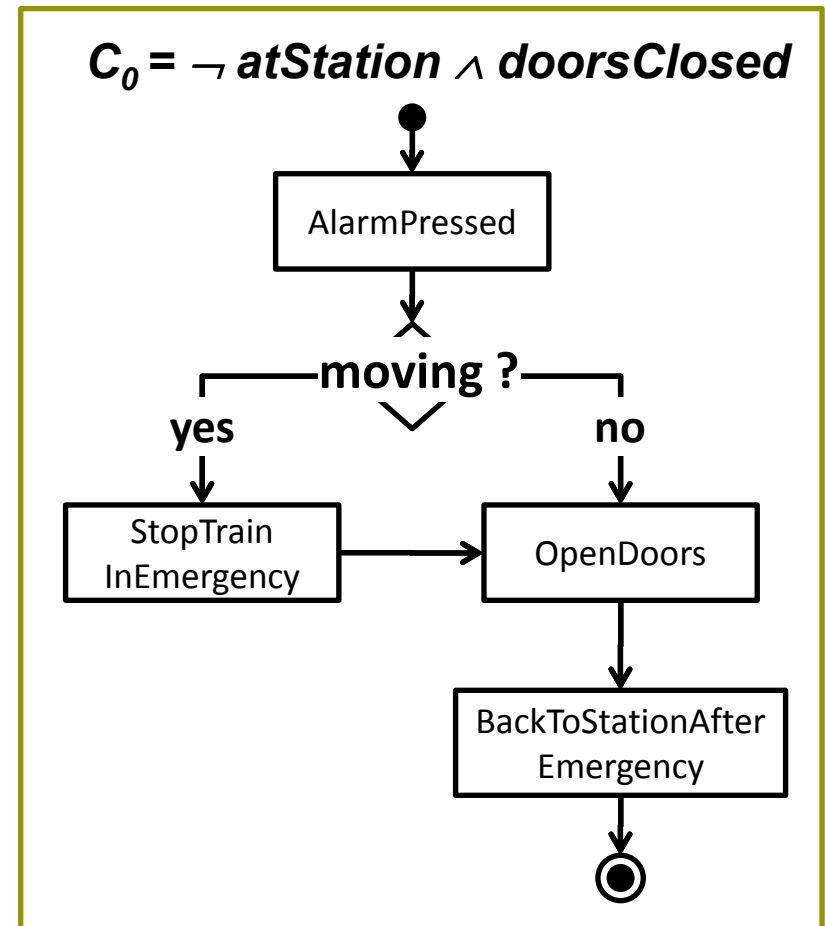 C₀ = ¬ atStation ∧ doorsClosed
AlarmPressed
moving ?
yes
no
StopTrain
InEmergency
OpenDoors
BackToStationAfter
Emergency